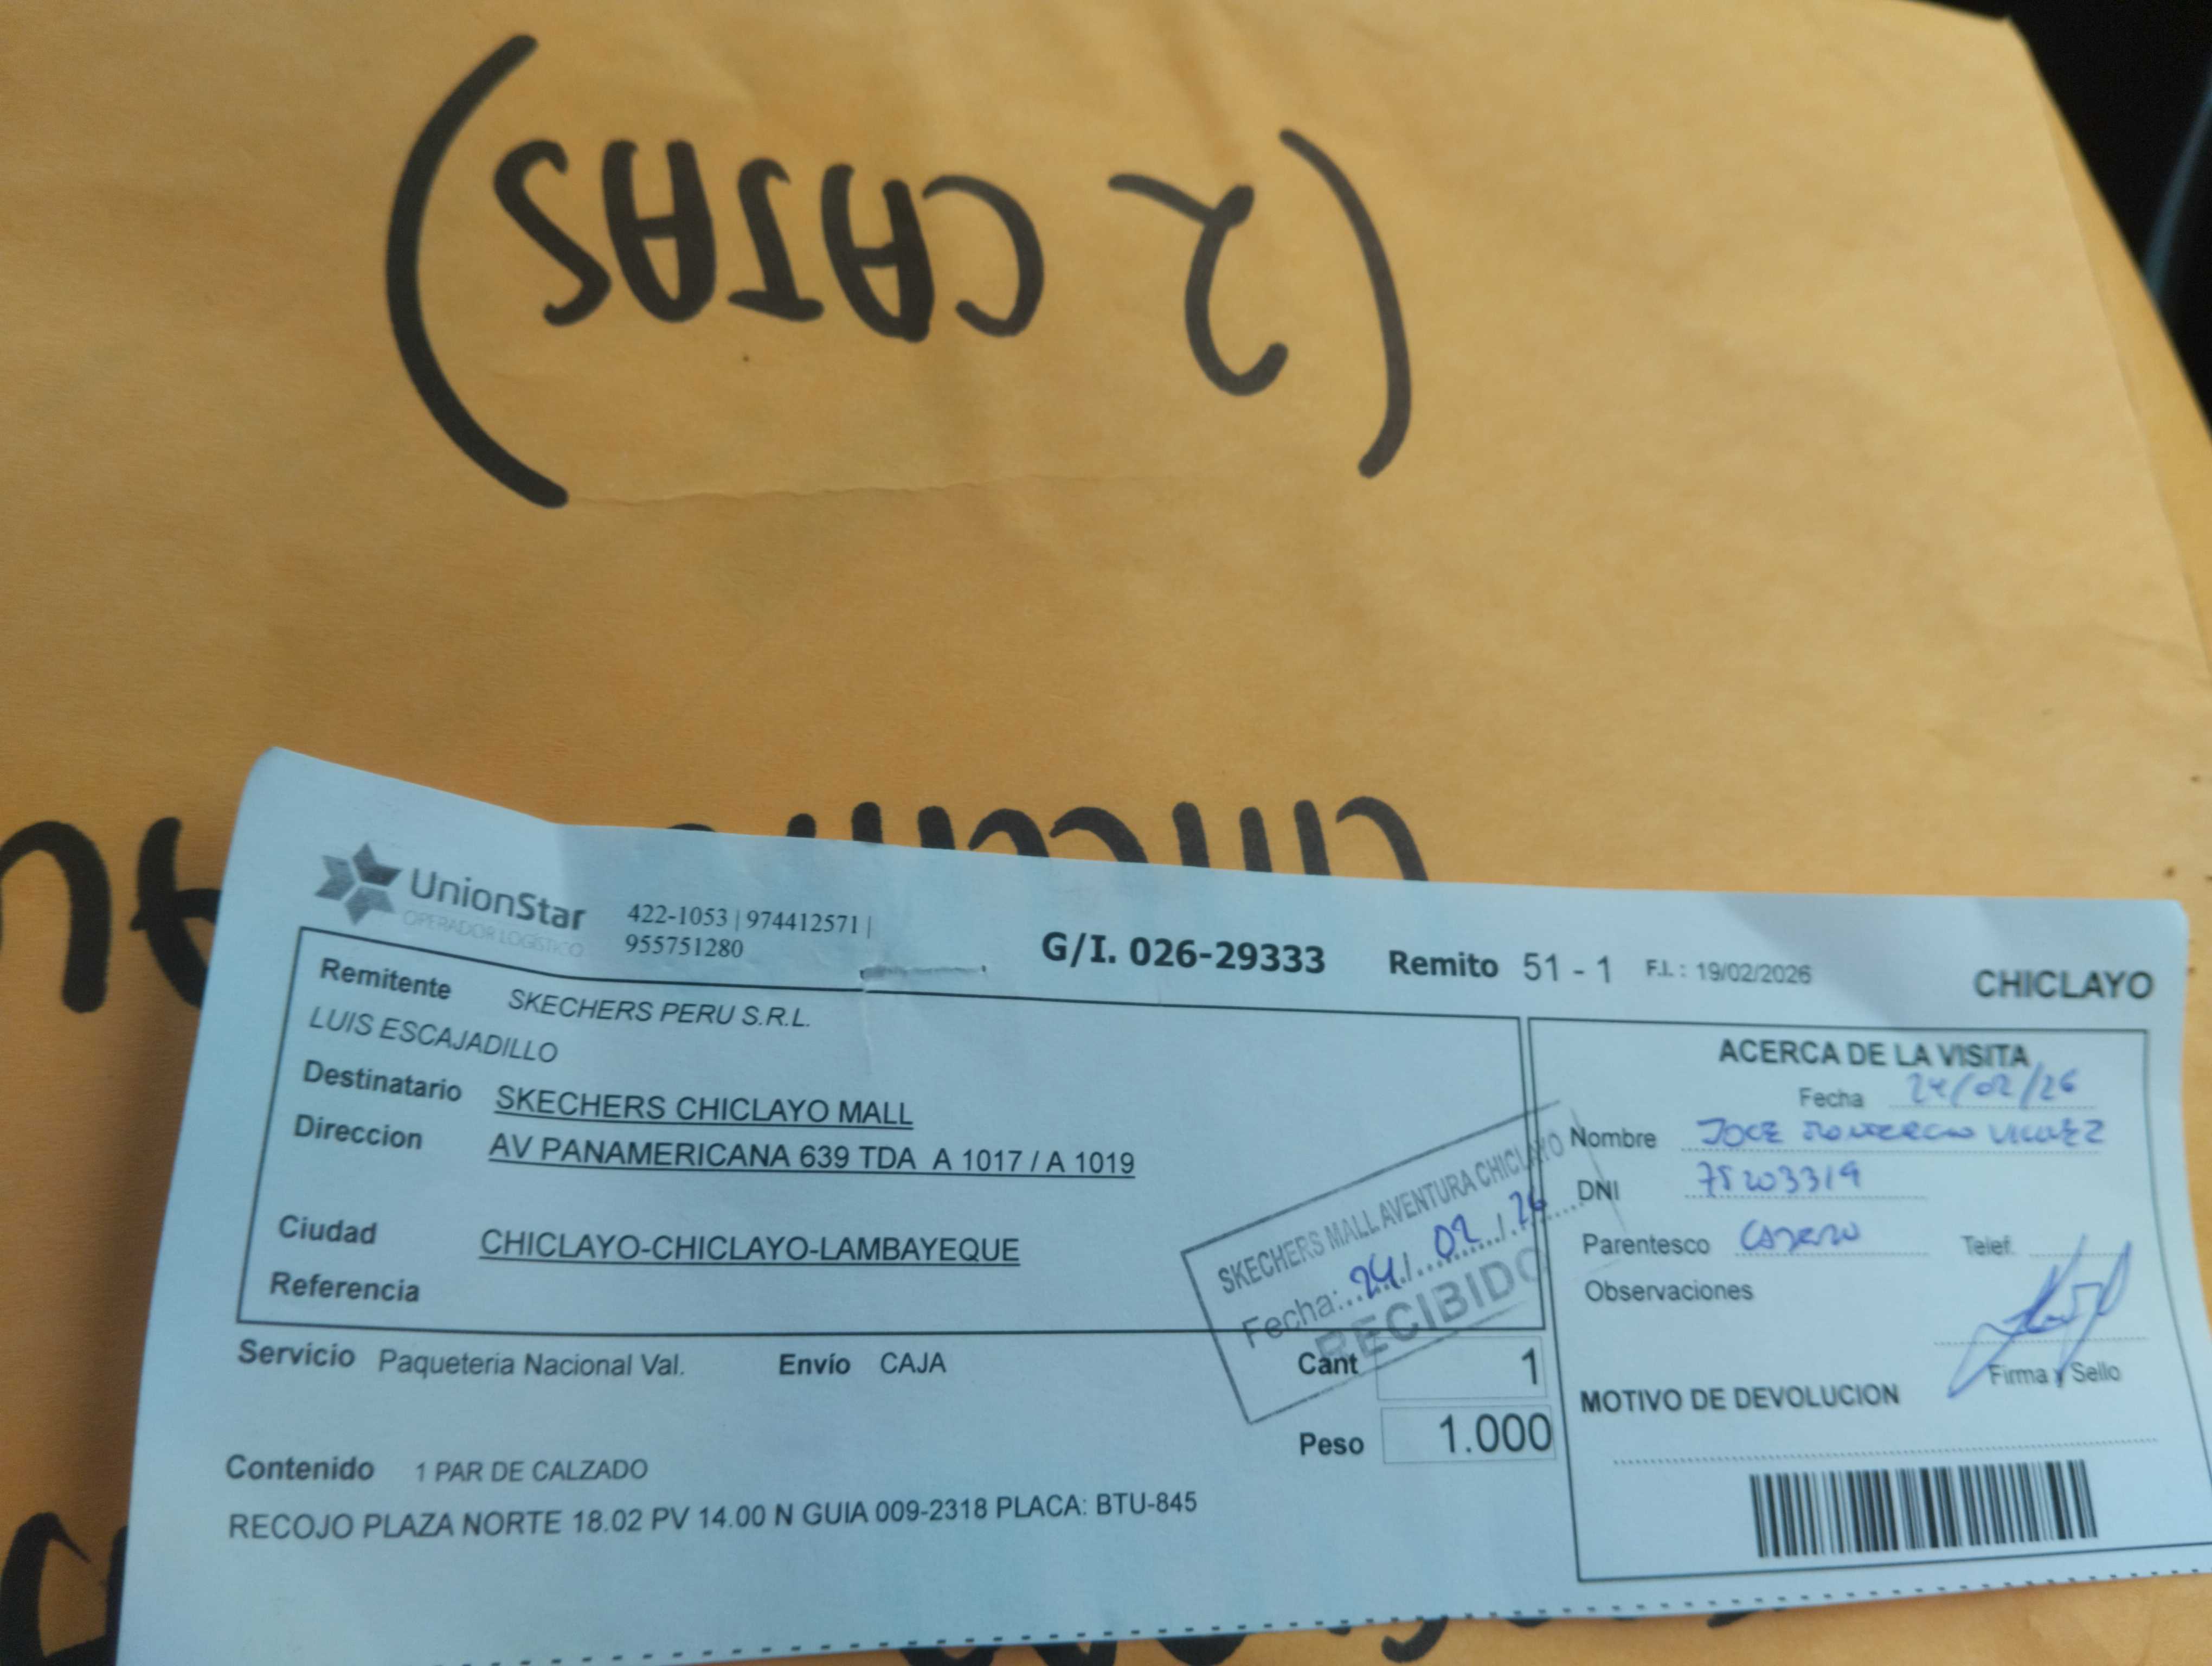 (2 CAJAS)
UnionStar
OPERADOR LOGÍSTICO
422-1053 | 974412571 |
955751280
G/I. 026-29333 Remito 51 - 1 F.I.: 19/02/2026 CHICLAYO
Remitente SKECHERS PERU S.R.L.
LUIS ESCAJADILLO
Destinatario SKECHERS CHICLAYO MALL
Direccion AV PANAMERICANA 639 TDA A 1017 / A 1019
Ciudad CHICLAYO-CHICLAYO-LAMBAYEQUE
Referencia
Servicio Paqueteria Nacional Val. Envío CAJA
Cant 1
Peso 1.000
Contenido 1 PAR DE CALZADO
RECOJO PLAZA NORTE 18.02 PV 14.00 N GUIA 009-2318 PLACA: BTU-845
SKECHERS MALL AVENTURA CHICLAYO
Fecha: 24 / 02 / 26
RECIBIDO
ACERCA DE LA VISITA
Fecha 24/02/26
Nombre JOCE
DNI 75203319
Parentesco
Telef.
Observaciones
Firma y Sello
MOTIVO DE DEVOLUCION